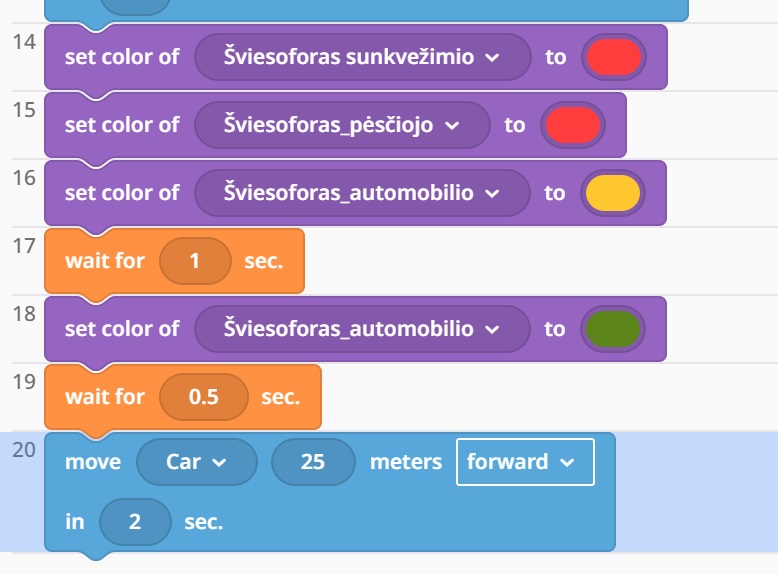 14 set color of Šviesoforas sunkvežimio to
15 set color of Šviesoforas_pėsčiojo to
16 set color of Šviesoforas_automobilio to
17 wait for 1 sec.
18 set color of Šviesoforas_automobilio to
19 wait for 0.5 sec.
20 move Car 25 meters forward
in 2 sec.